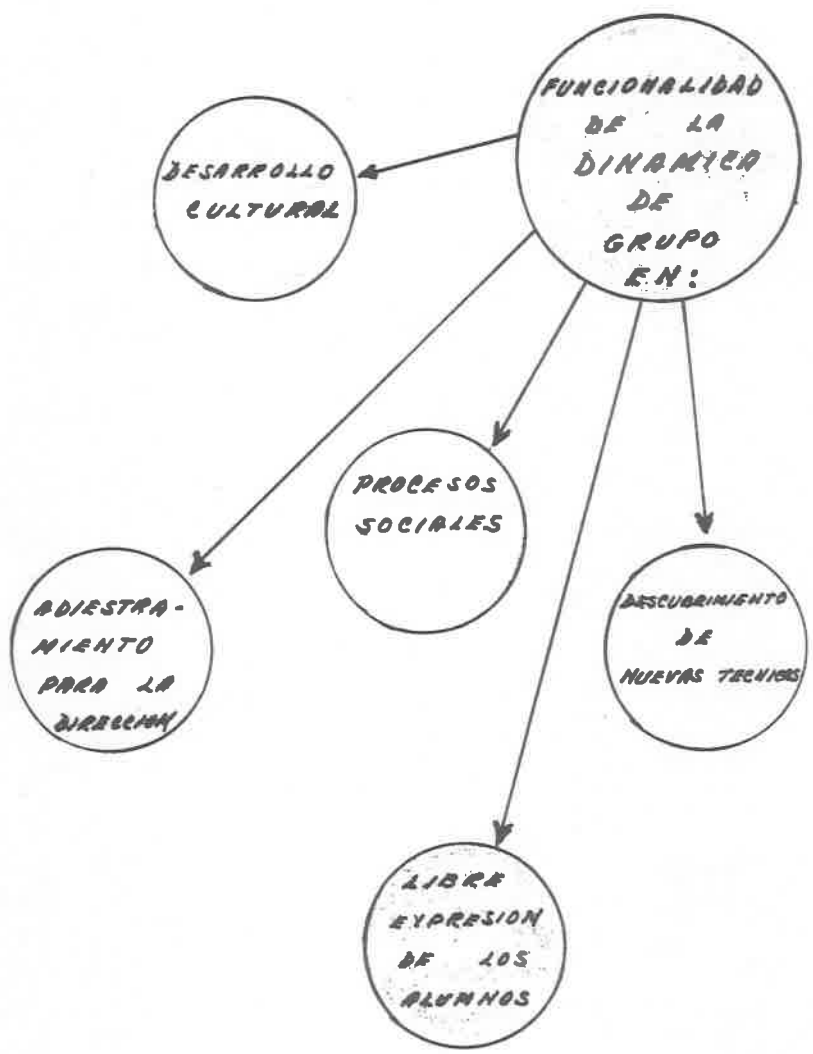 FUNCIONALIDAD
DE LA
DINAMICA
DE
GRUPO
EN:
DESARROLLO
CULTURAL
PROCESOS
SOCIALES
ADIESTRA-
MIENTO
PARA LA
DIRECCION
DESCUBRIMIENTO
DE
NUEVAS TECNICAS
LIBRE
EXPRESION
DE LOS
ALUMNOS